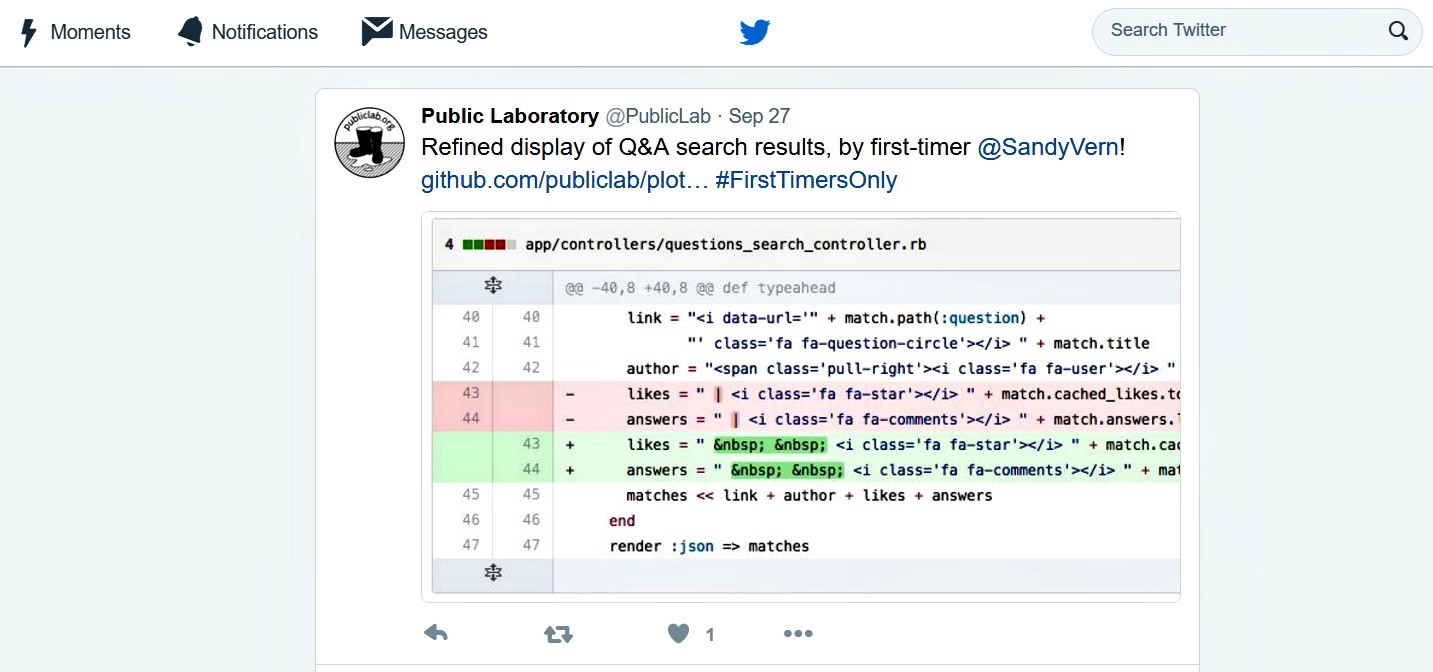 Moments Notifications Messages Search Twitter
publiclab.org
Public Laboratory @PublicLab · Sep 27
Refined display of Q&A search results, by first-timer @SandyVern!
github.com/publiclab/plot… #FirstTimersOnly
4 app/controllers/questions_search_controller.rb
@@ -40,8 +40,8 @@ def typeahead
40 40 link = "<i data-url='" + match.path(:question) +
41 41 "' class='fa fa-question-circle'></i> " + match.title
42 42 author = "<span class='pull-right'><i class='fa fa-user'></i> "
43 - likes = " | <i class='fa fa-star'></i> " + match.cached_likes.to
44 - answers = " | <i class='fa fa-comments'></i> " + match.answers.
43 + likes = " &nbsp; &nbsp; <i class='fa fa-star'></i> " + match.cac
44 + answers = " &nbsp; &nbsp; <i class='fa fa-comments'></i> " + mat
45 45 matches << link + author + likes + answers
46 46 end
47 47 render :json => matches
1